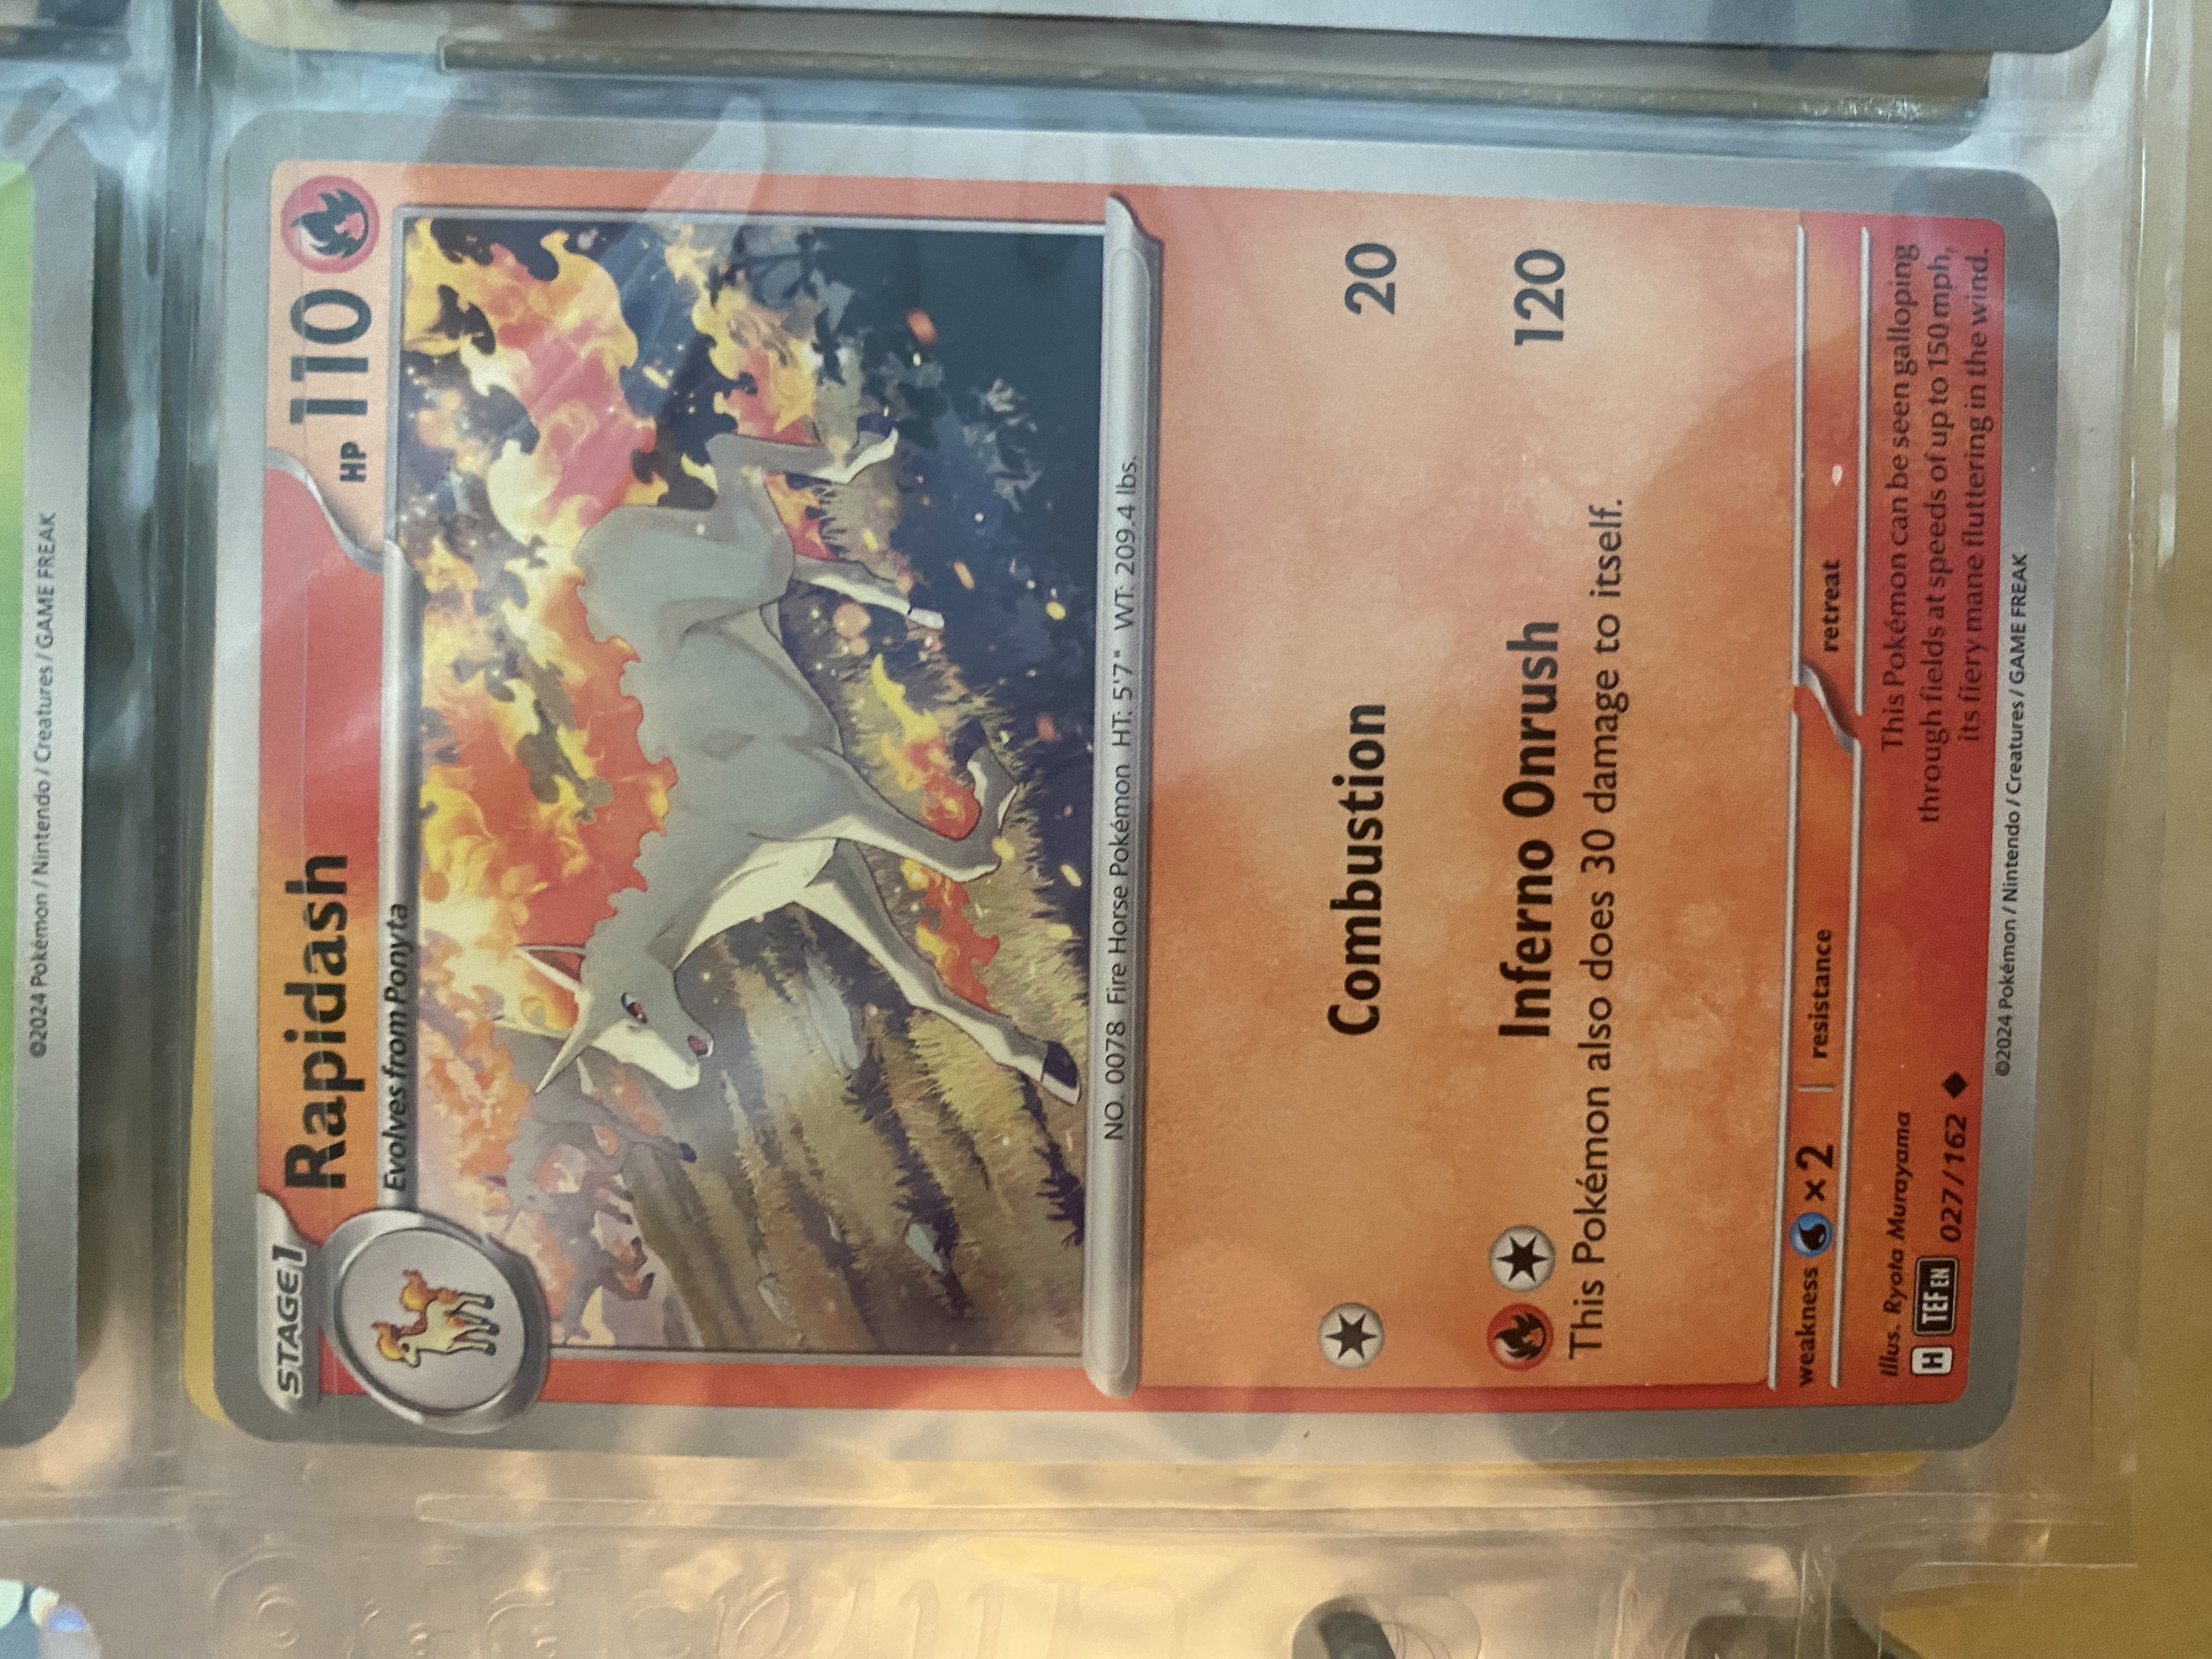 ©2024 Pokémon / Nintendo / Creatures / GAME FREAK
STAGE1
Rapidash
HP 110
Evolves from Ponyta
NO. 0078 Fire Horse Pokémon HT: 5'7" WT: 209.4 lbs.
Combustion 20
Inferno Onrush 120
This Pokémon also does 30 damage to itself.
weakness ×2 resistance retreat
Illus. Ryota Murayama
H TEF EN 027/162
This Pokémon can be seen galloping
through fields at speeds of up to 150 mph,
its fiery mane fluttering in the wind.
©2024 Pokémon / Nintendo / Creatures / GAME FREAK